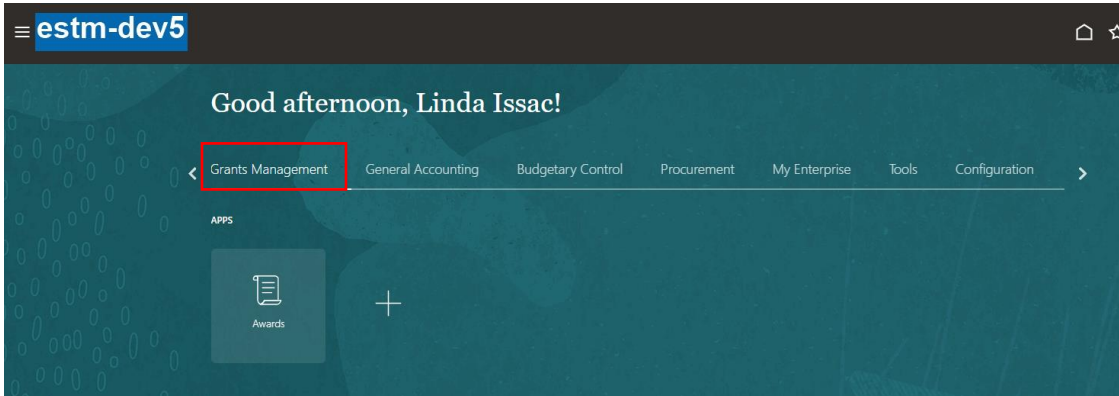 estm-dev5
Good afternoon, Linda Issac!
Grants Management General Accounting Budgetary Control Procurement My Enterprise Tools Configuration
APPS
Awards